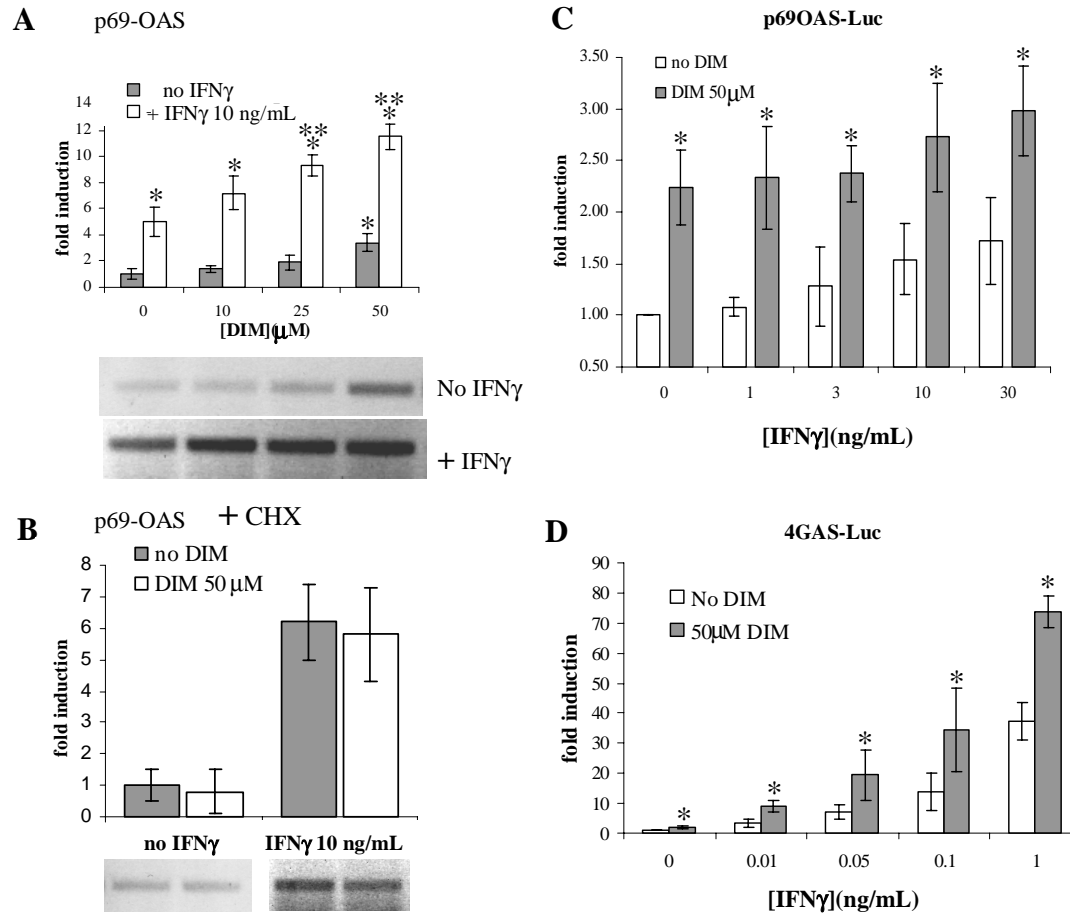 A
p69-OAS
no IFNγ
+ IFNγ 10 ng/mL
fold induction
14
12
10
8
6
4
2
0
**
*
**
*
*
*
*
0 10 25 50
[DIM](μM)
No IFNγ
+ IFNγ
B
p69-OAS + CHX
no DIM
DIM 50 μM
fold induction
8
7
6
5
4
3
2
1
0
no IFNγ IFNγ 10 ng/mL
C
p69OAS-Luc
no DIM
DIM 50μM
fold induction
3.50
3.00
2.50
2.00
1.50
1.00
0.50
* * * * *
0 1 3 10 30
[IFNγ](ng/mL)
D
4GAS-Luc
No DIM
50μM DIM
fold induction
90
80
70
60
50
40
30
20
10
0
* * * * *
0 0.01 0.05 0.1 1
[IFNγ](ng/mL)